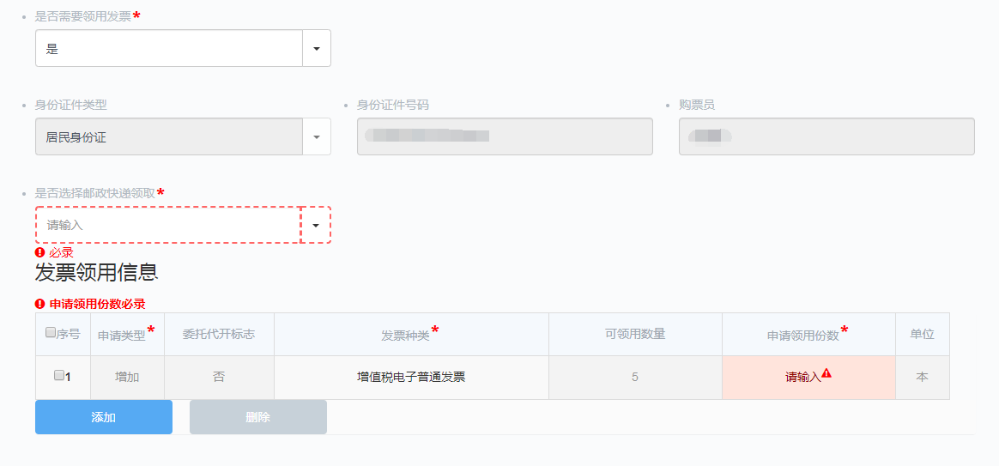 是否需要领用发票*
是
身份证件类型 身份证件号码 购票员
居民身份证
是否选择邮政快递领取*
请输入
必录
发票领用信息
申请领用份数必录
序号 申请类型* 委托代开标志 发票种类* 可领用数量 申请领用份数* 单位
1 增加 否 增值税电子普通发票 5 请输入 本
添加 删除